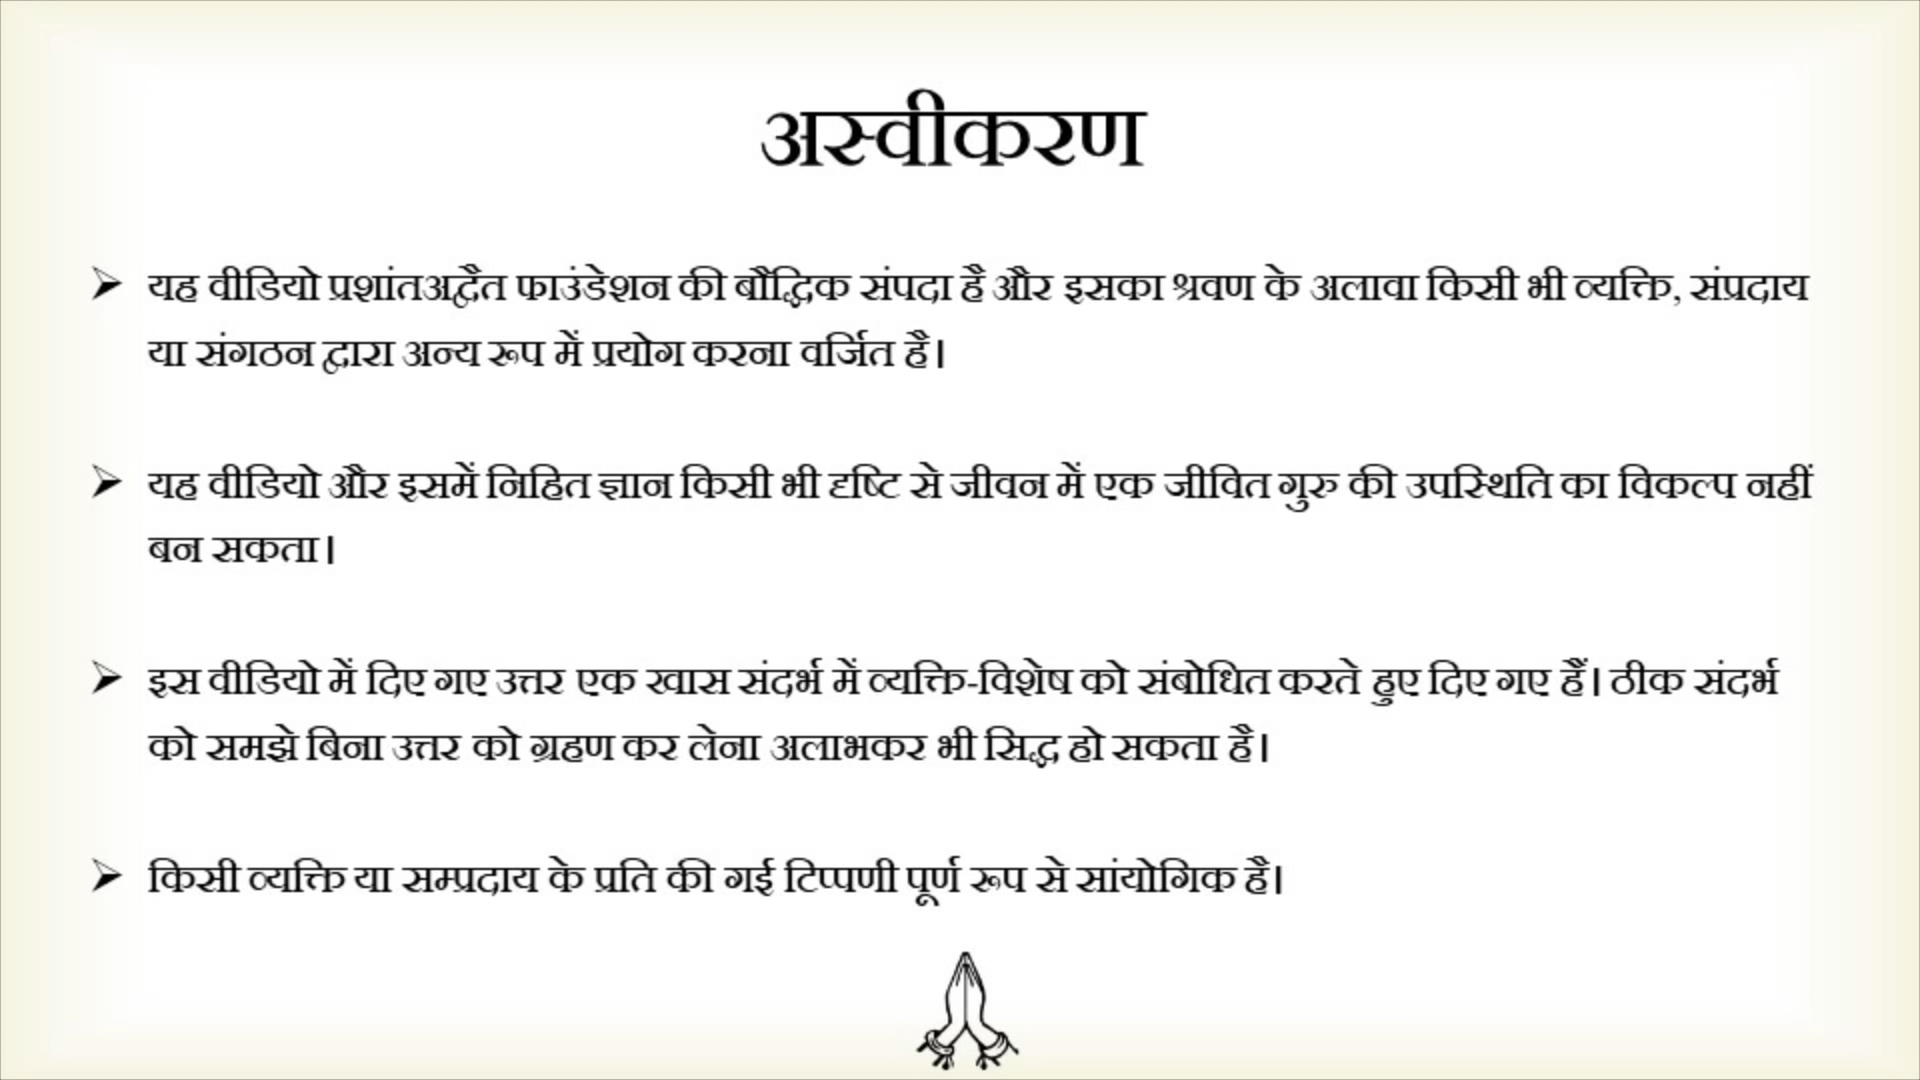 अस्वीकरण
यह वीडियो प्रशांतअद्वैत फाउंडेशन की बौद्धिक संपदा है और इसका श्रवण के अलावा किसी भी व्यक्ति, संप्रदाय
या संगठन द्वारा अन्य रूप में प्रयोग करना वर्जित है।
यह वीडियो और इसमें निहित ज्ञान किसी भी दृष्टि से जीवन में एक जीवित गुरु की उपस्थिति का विकल्प नहीं
बन सकता।
इस वीडियो में दिए गए उत्तर एक खास संदर्भ में व्यक्ति-विशेष को संबोधित करते हुए दिए गए हैं। ठीक संदर्भ
को समझे बिना उत्तर को ग्रहण कर लेना अलाभकर भी सिद्ध हो सकता है।
किसी व्यक्ति या सम्प्रदाय के प्रति की गई टिप्पणी पूर्ण रूप से सांयोगिक है।